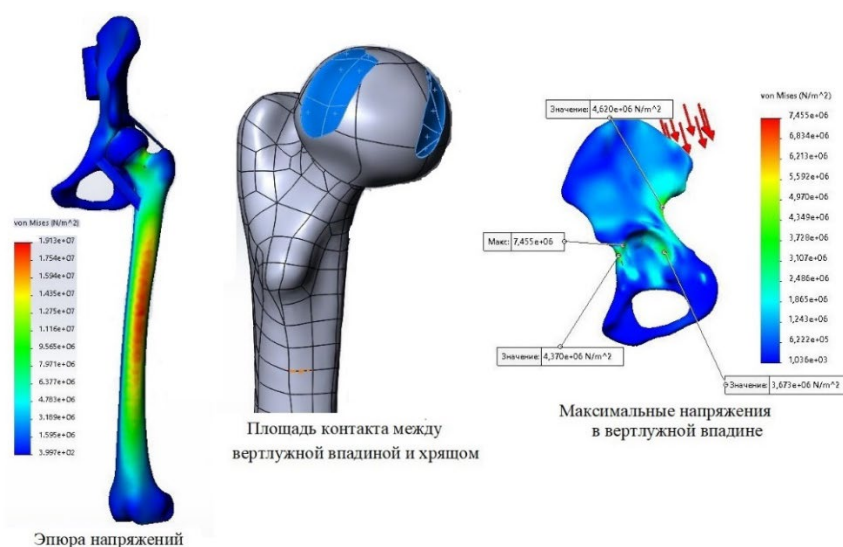 von Mises (N/m^2)
1.913e+07
1.754e+07
1.594e+07
1.435e+07
1.275e+07
1.116e+07
9.565e+06
7.971e+06
6.377e+06
4.783e+06
3.189e+06
1.595e+06
3.997e+02
Эпюра напряжений
Площадь контакта между
вертлужной впадиной и хрящом
Значение: 4,620e+06 N/m^2
Макс: 7,455e+06
Значение: 4,370e+06 N/m^2
Значение: 3,673e+06 N/m^2
von Mises (N/m^2)
7,455e+06
6,834e+06
6,213e+06
5,592e+06
4,970e+06
4,349e+06
3,728e+06
3,107e+06
2,486e+06
1,865e+06
1,243e+06
6,222e+05
1,036e+03
Максимальные напряжения
в вертлужной впадине